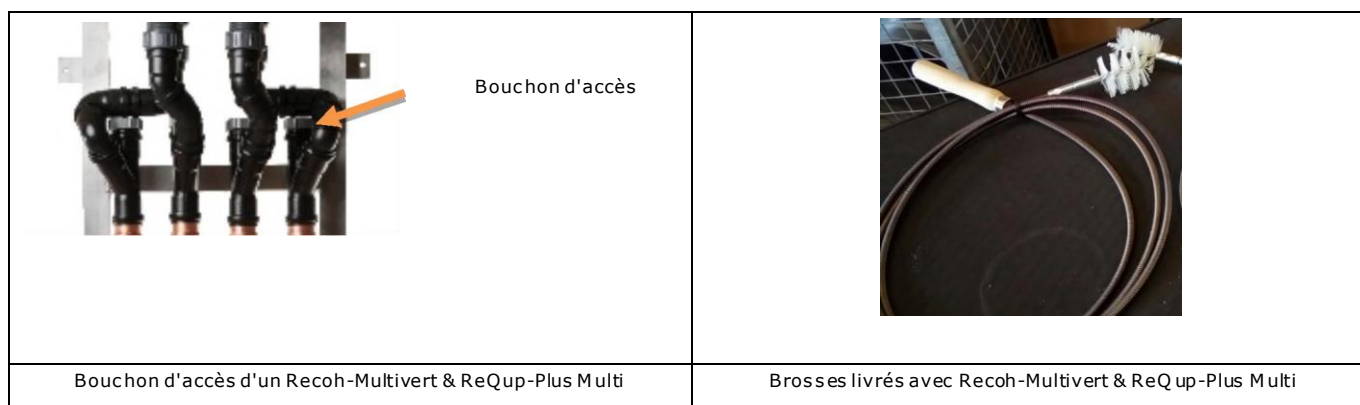 Bouchon d'accès
Bouchon d'accès d'un Recoh-Multivert & ReQup-Plus Multi
Brosses livrés avec Recoh-Multivert & ReQup-Plus Multi